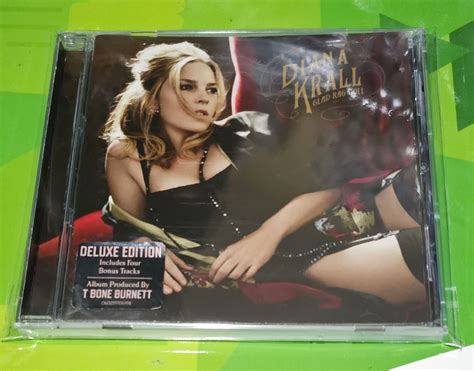 DIANA
KRALL
GLAD RAG DOLL
DELUXE EDITION
Includes Four
Bonus Tracks
Album Produced By
T BONE BURNETT